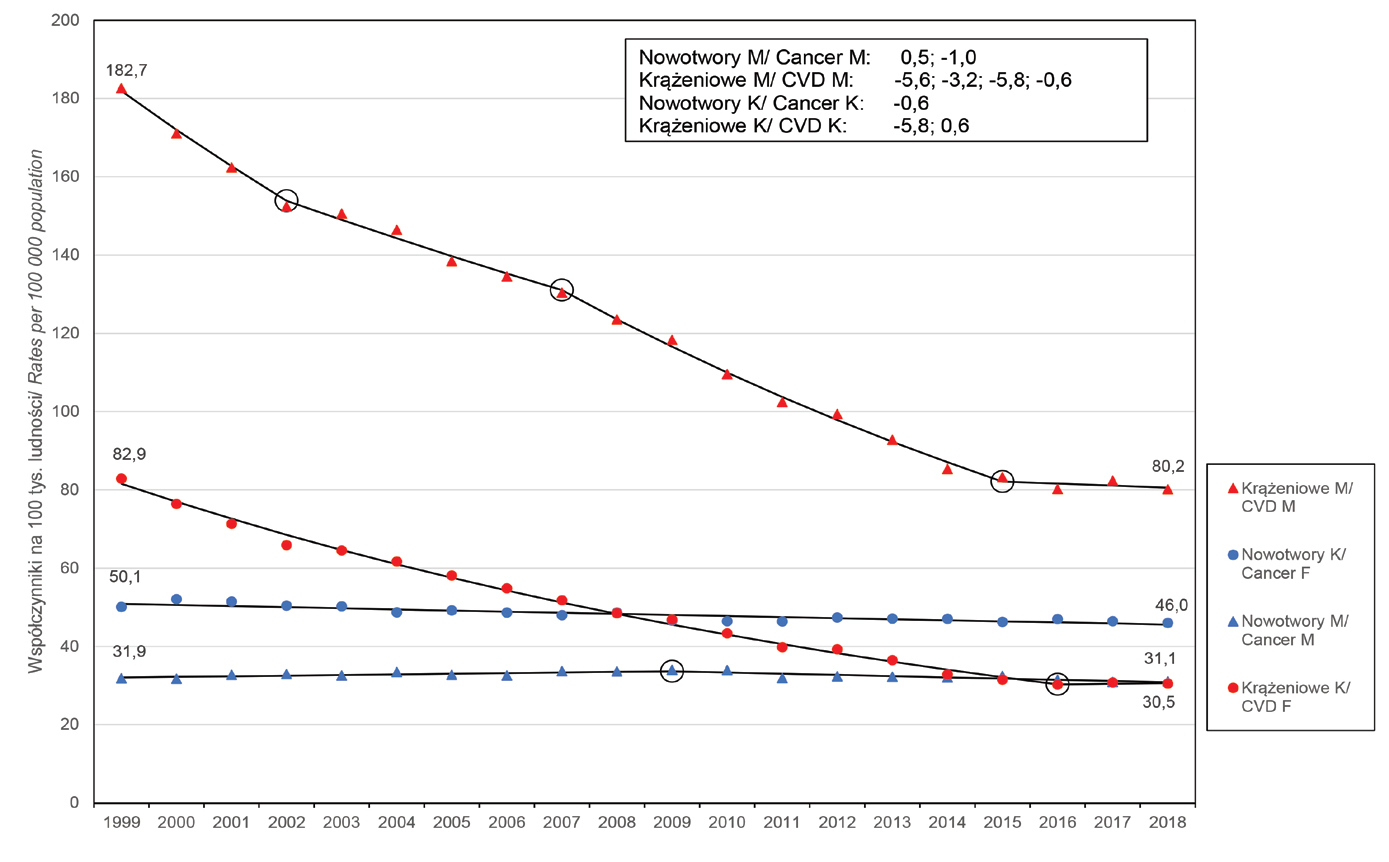 200
180
160
140
120
100
80
60
40
20
0
Współczynniki na 100 tys. ludności/ Rates per 100 000 population
Nowotwory M/ Cancer M: 0,5; -1,0
Krążeniowe M/ CVD M: -5,6; -3,2; -5,8; -0,6
Nowotwory K/ Cancer K: -0,6
Krążeniowe K/ CVD K: -5,8; 0,6
182,7
82,9
50,1
31,9
80,2
46,0
31,1
30,5
1999 2000 2001 2002 2003 2004 2005 2006 2007 2008 2009 2010 2011 2012 2013 2014 2015 2016 2017 2018
Krążeniowe M/
CVD M
Nowotwory K/
Cancer F
Nowotwory M/
Cancer M
Krążeniowe K/
CVD F